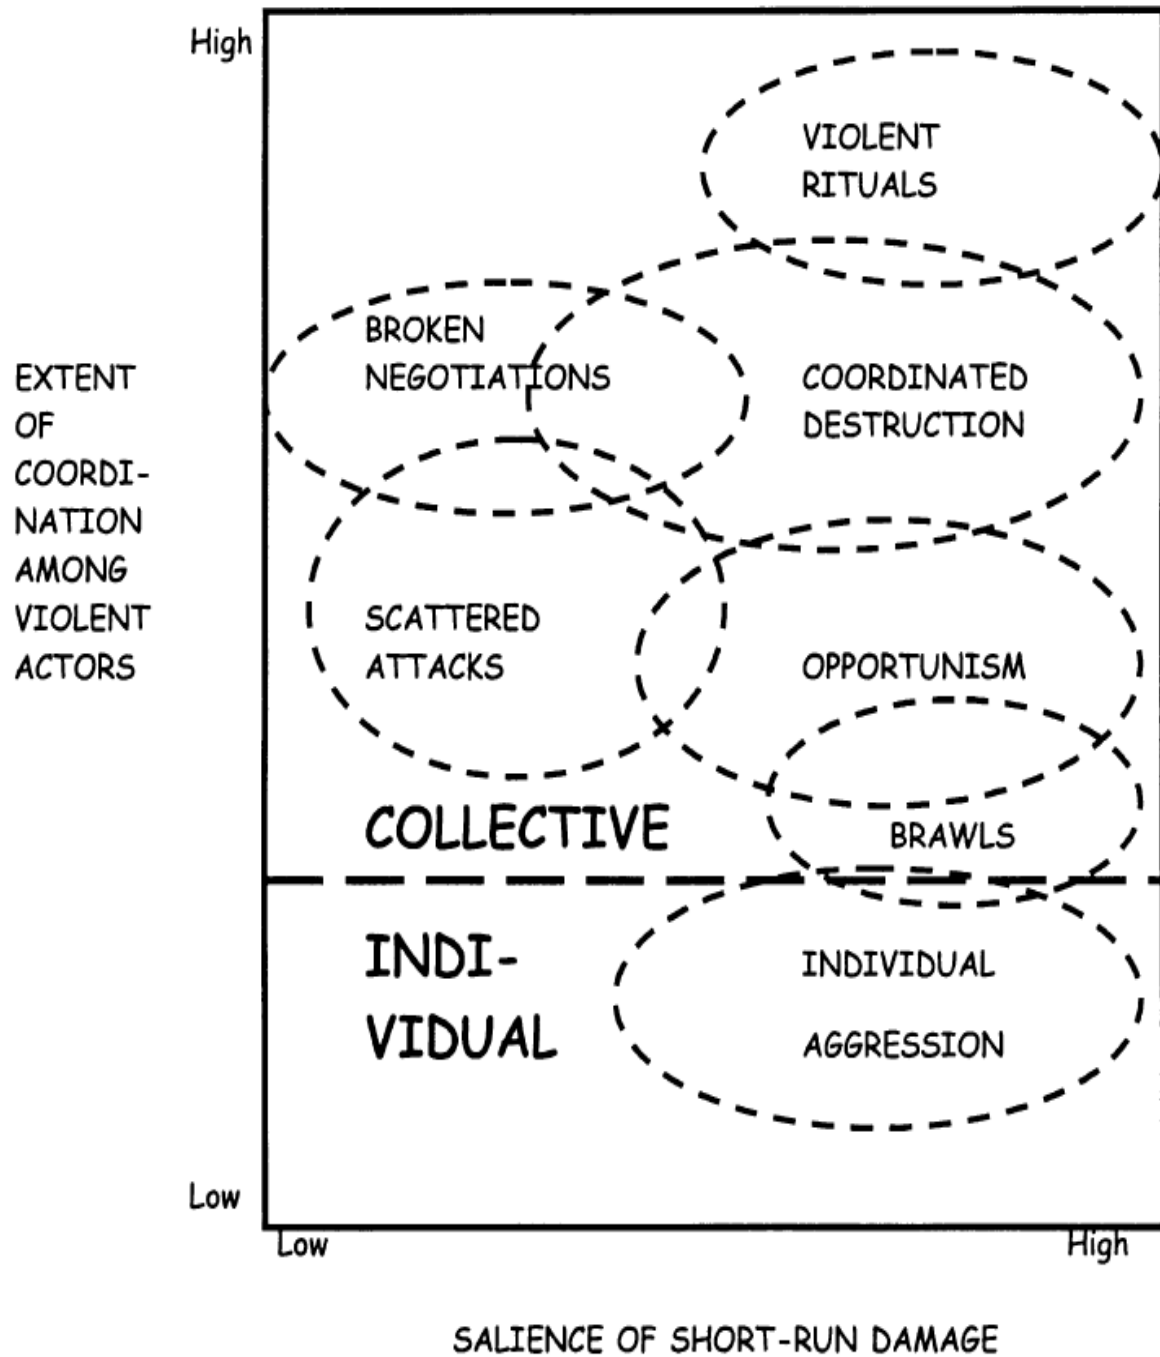 High
VIOLENT
RITUALS
BROKEN
NEGOTIATIONS
COORDINATED
DESTRUCTION
EXTENT
OF
COORDI-
NATION
AMONG
VIOLENT
ACTORS
SCATTERED
ATTACKS
OPPORTUNISM
COLLECTIVE
BRAWLS
INDI-
VIDUAL
INDIVIDUAL
AGGRESSION
Low
Low
High
SALIENCE OF SHORT-RUN DAMAGE